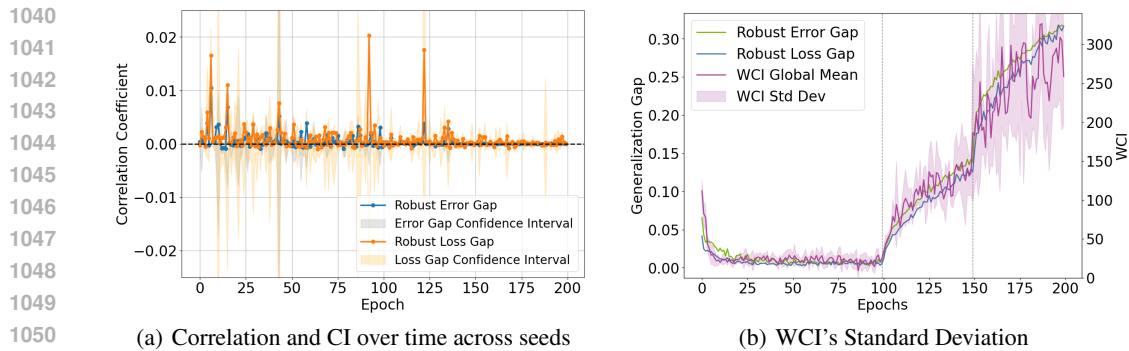 1040
1041
1042
1043
1044
1045
1046
1047
1048
1049
1050
Correlation Coefficient
0.02
0.01
0.00
−0.01
−0.02
Robust Error Gap
Error Gap Confidence Interval
Robust Loss Gap
Loss Gap Confidence Interval
0 25 50 75 100 125 150 175 200
Epoch
(a) Correlation and CI over time across seeds
Generalization Gap
0.30
0.25
0.20
0.15
0.10
0.05
0.00
Robust Error Gap
Robust Loss Gap
WCI Global Mean
WCI Std Dev
300
250
200
150
100
50
0
WCI
0 25 50 75 100 125 150 175 200
Epochs
(b) WCI's Standard Deviation